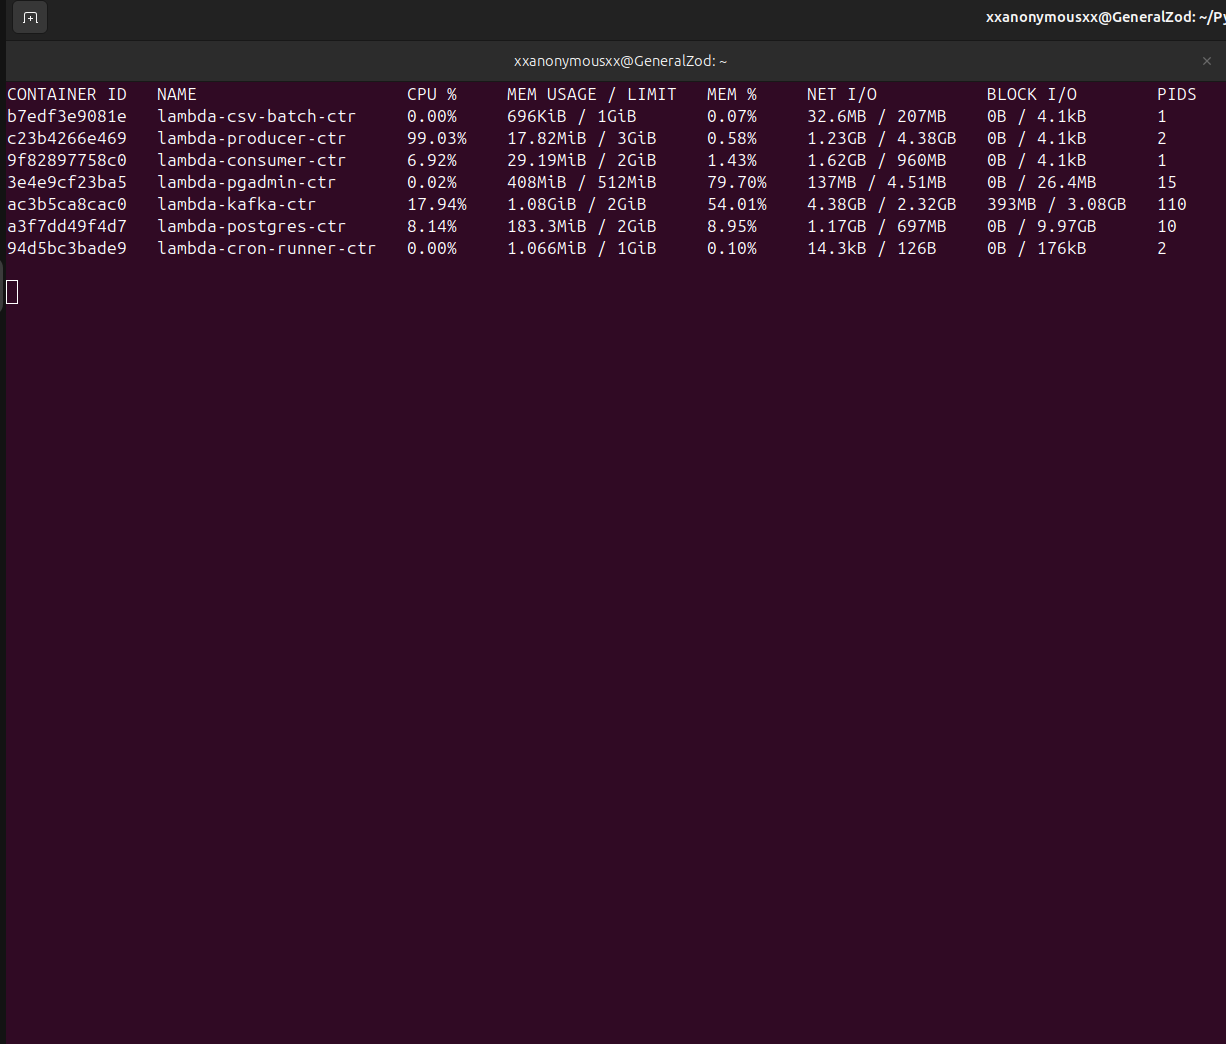 xxanonymousxx@GeneralZod: ~/Py
xxanonymousxx@GeneralZod: ~
CONTAINER ID NAME CPU % MEM USAGE / LIMIT MEM % NET I/O BLOCK I/O PIDS
b7edf3e9081e lambda-csv-batch-ctr 0.00% 696KiB / 1GiB 0.07% 32.6MB / 207MB 0B / 4.1kB 1
c23b4266e469 lambda-producer-ctr 99.03% 17.82MiB / 3GiB 0.58% 1.23GB / 4.38GB 0B / 4.1kB 2
9f82897758c0 lambda-consumer-ctr 6.92% 29.19MiB / 2GiB 1.43% 1.62GB / 960MB 0B / 4.1kB 1
3e4e9cf23ba5 lambda-pgadmin-ctr 0.02% 408MiB / 512MiB 79.70% 137MB / 4.51MB 0B / 26.4MB 15
ac3b5ca8cac0 lambda-kafka-ctr 17.94% 1.08GiB / 2GiB 54.01% 4.38GB / 2.32GB 393MB / 3.08GB 110
a3f7dd49f4d7 lambda-postgres-ctr 8.14% 183.3MiB / 2GiB 8.95% 1.17GB / 697MB 0B / 9.97GB 10
94d5bc3bade9 lambda-cron-runner-ctr 0.00% 1.066MiB / 1GiB 0.10% 14.3kB / 126B 0B / 176kB 2